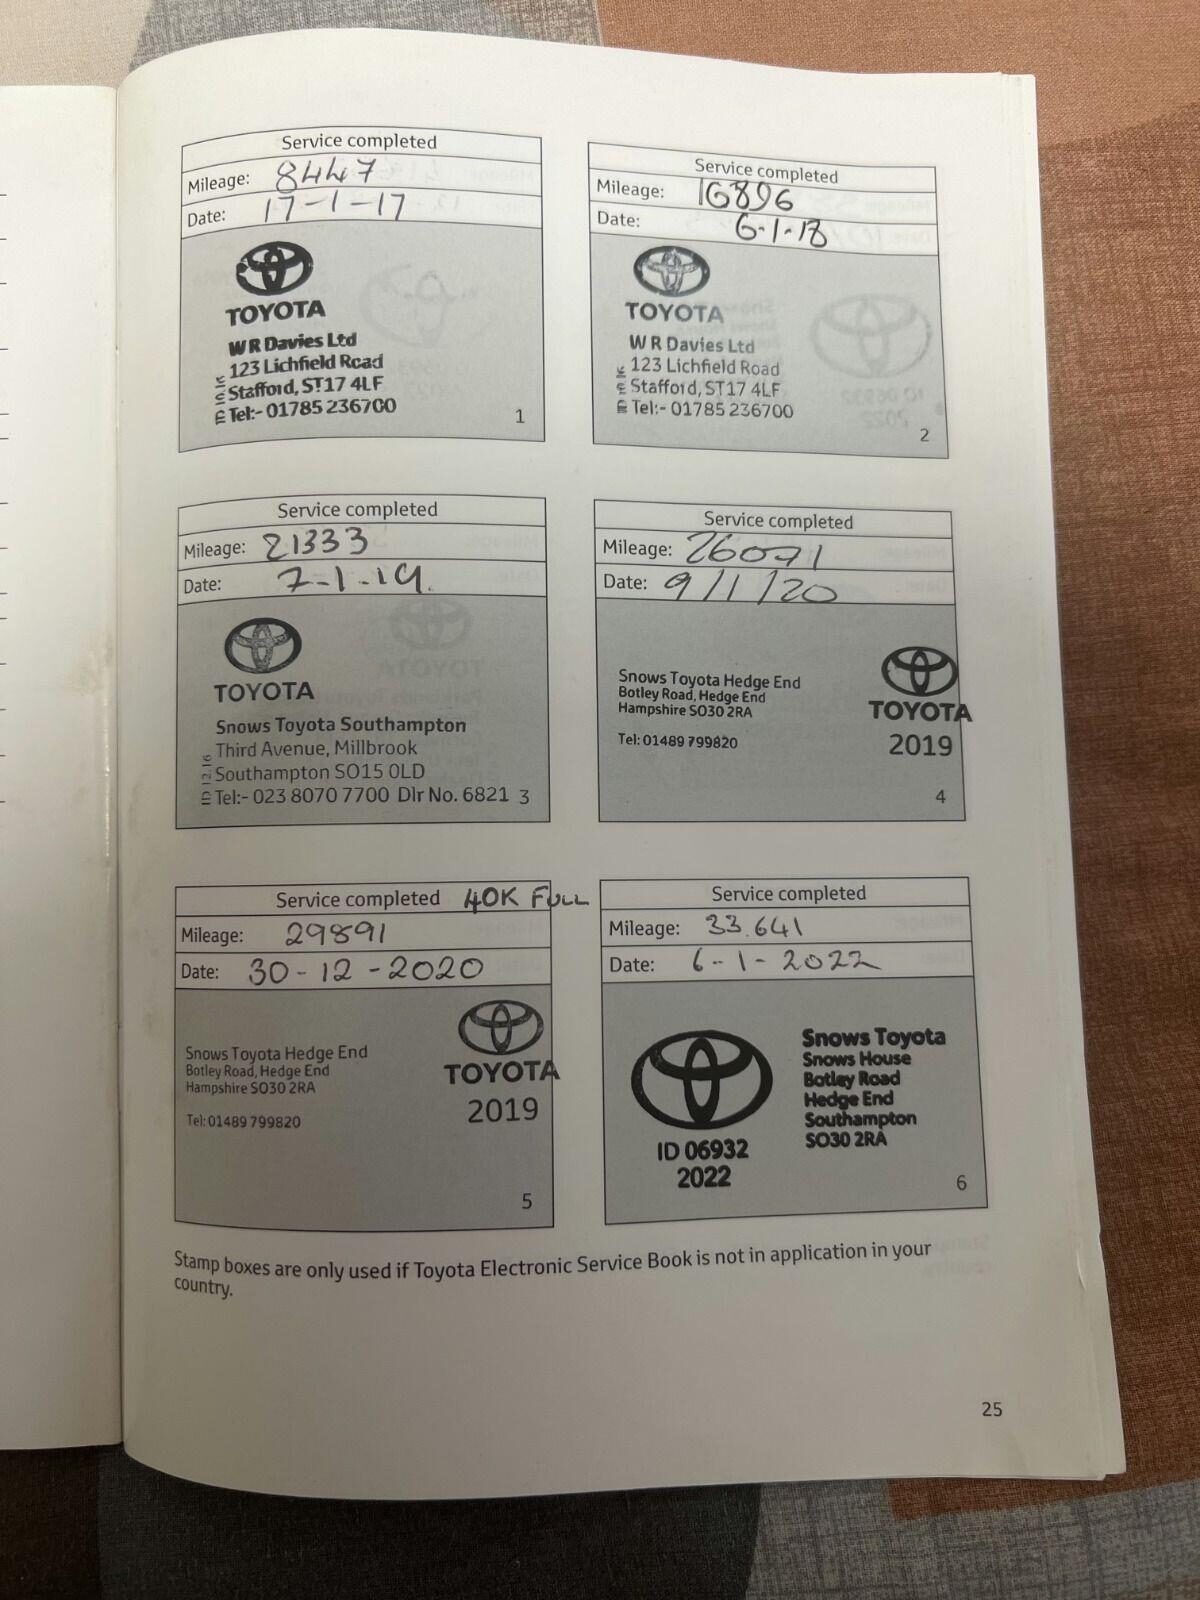 Service completed
Mileage: 8447
Date: 17-1-17
TOYOTA
W R Davies Ltd
123 Lichfield Road
Stafford, ST17 4LF
Tel:- 01785 236700
1
Service completed
Mileage: 16896
Date: 6-1-18
TOYOTA
W R Davies Ltd
123 Lichfield Road
Stafford, ST17 4LF
Tel:- 01785 236700
2
Service completed
Mileage: 21333
Date: 7-1-19.
TOYOTA
Snows Toyota Southampton
Third Avenue, Millbrook
Southampton SO15 0LD
Tel:- 023 8070 7700 Dlr No. 6821
ID 12.16
3
Service completed
Mileage: 26071
Date: 9/1/20
Snows Toyota Hedge End
Botley Road, Hedge End
Hampshire SO30 2RA
Tel: 01489 799820
TOYOTA
2019
4
Service completed 40K FULL
Mileage: 29891
Date: 30-12-2020
Snows Toyota Hedge End
Botley Road, Hedge End
Hampshire SO30 2RA
Tel: 01489 799820
TOYOTA
2019
5
Service completed
Mileage: 33.641
Date: 6-1-2022
ID 06932
2022
Snows Toyota
Snows House
Botley Road
Hedge End
Southampton
SO30 2RA
6
Stamp boxes are only used if Toyota Electronic Service Book is not in application in your
country.
25